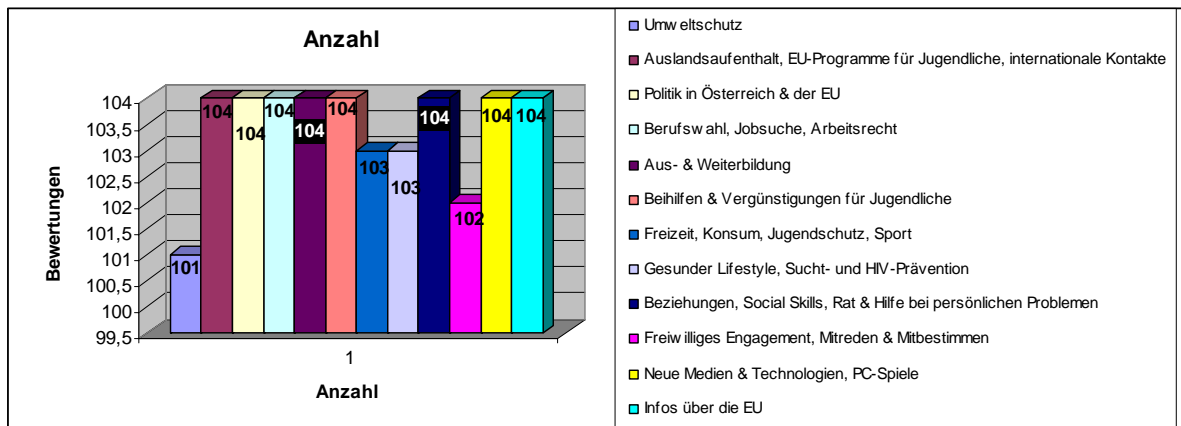 Anzahl
104
103,5
103
102,5
102
101,5
101
100,5
100
99,5
Bewertungen
101
104
104
104
104
104
103
103
104
102
104
104
1
Anzahl
Umweltschutz
Auslandsaufenthalt, EU-Programme für Jugendliche, internationale Kontakte
Politik in Österreich & der EU
Berufswahl, Jobsuche, Arbeitsrecht
Aus- & Weiterbildung
Beihilfen & Vergünstigungen für Jugendliche
Freizeit, Konsum, Jugendschutz, Sport
Gesunder Lifestyle, Sucht- und HIV-Prävention
Beziehungen, Social Skills, Rat & Hilfe bei persönlichen Problemen
Freiwilliges Engagement, Mitreden & Mitbestimmen
Neue Medien & Technologien, PC-Spiele
Infos über die EU